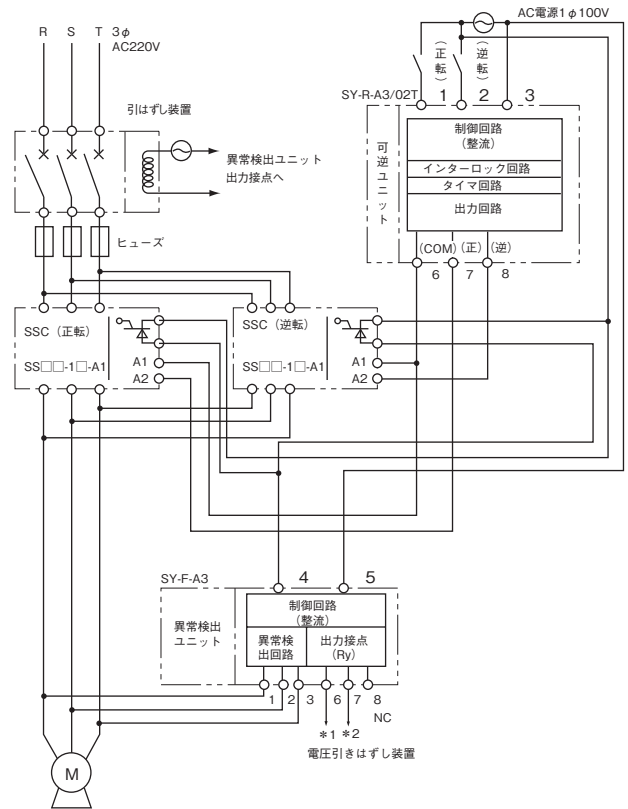 AC電源1φ100V
R S T 3φ
AC220V
(正転) (逆転)
SY-R-A3/02T 1 2 3
引はずし装置
異常検出ユニット
出力接点へ
可逆ユニット
制御回路
(整流)
インターロック回路
タイマ回路
出力回路
(COM) (正) (逆)
6 7 8
ヒューズ
SSC (正転)
SS□□-1□-A1
A1
A2
SSC (逆転)
SS□□-1□-A1
A1
A2
SY-F-A3
4 5
異常検出
ユニット
制御回路
(整流)
異常検
出回路
出力接点
(Ry)
1 2 3 6 7 8
NC
*1 *2
電圧引きはずし装置
M